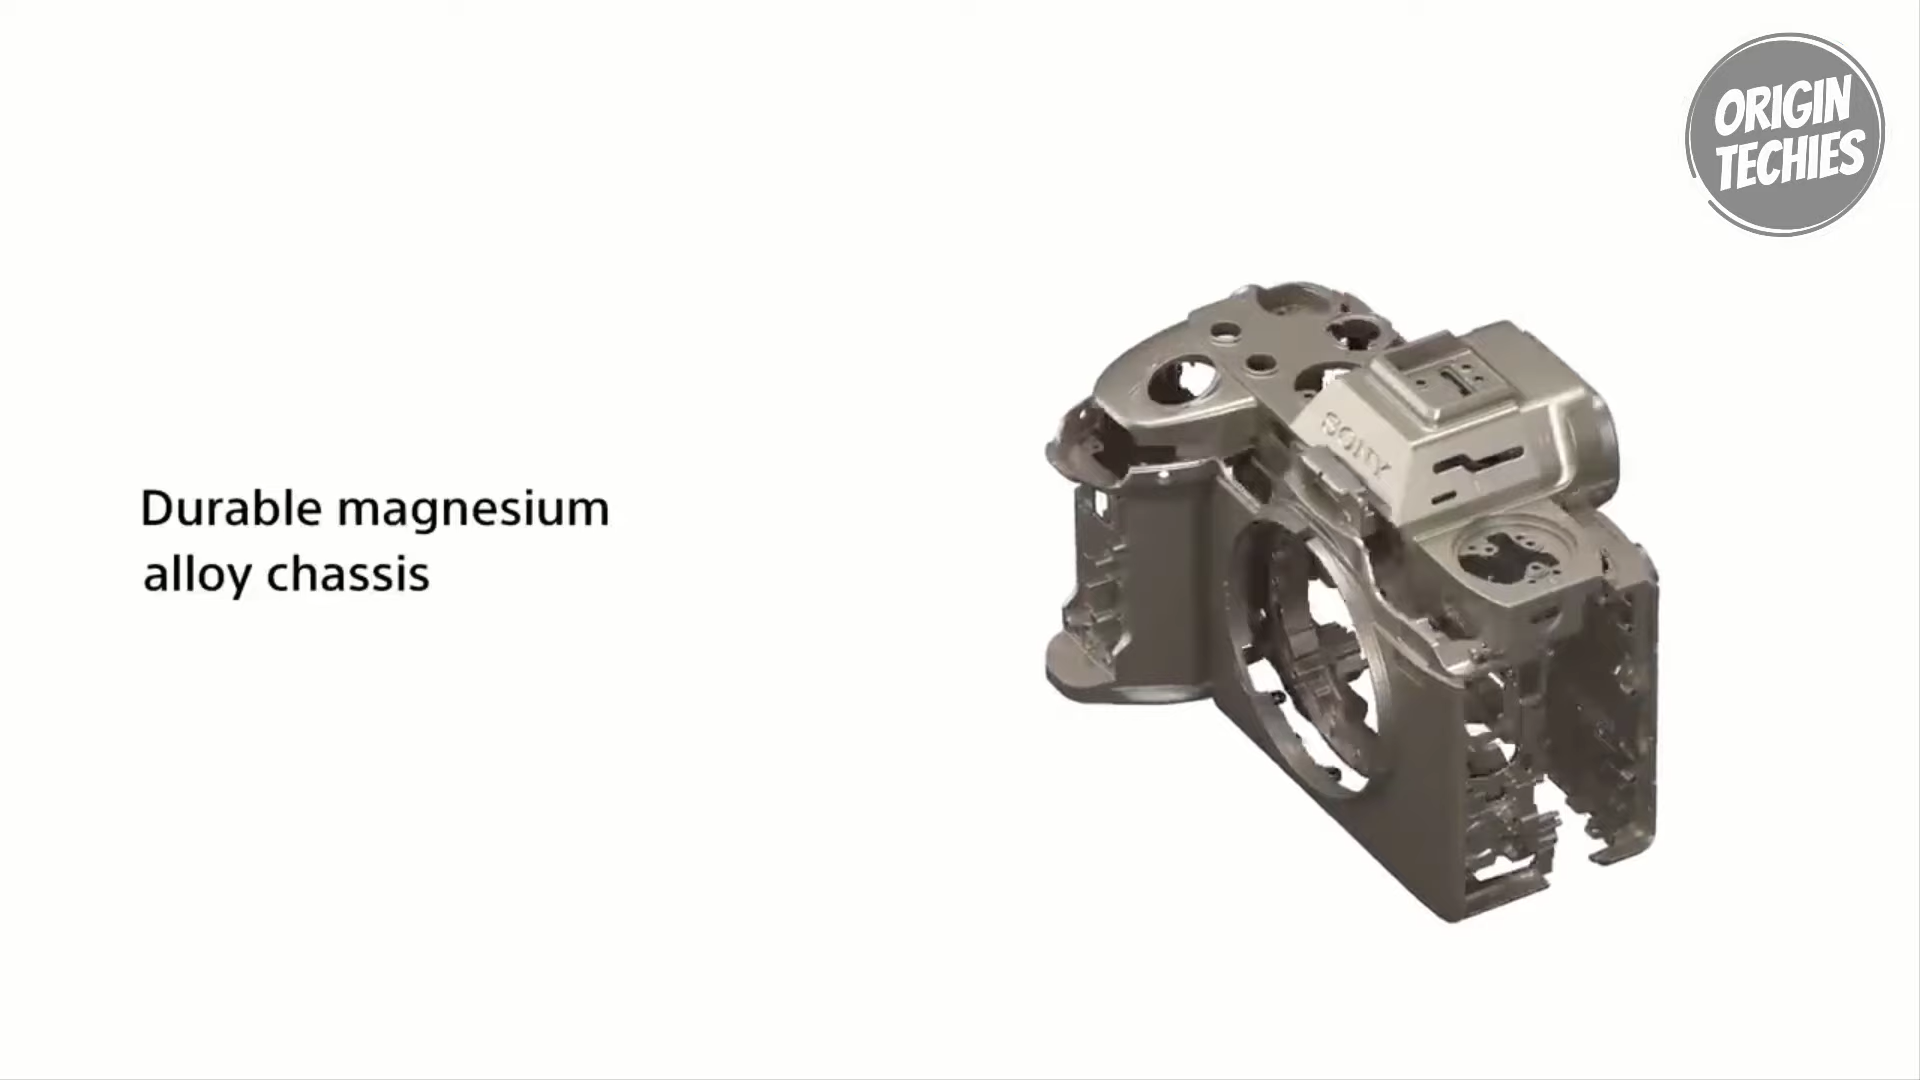 ORIGIN
TECHIES
SONY
Durable magnesium
alloy chassis